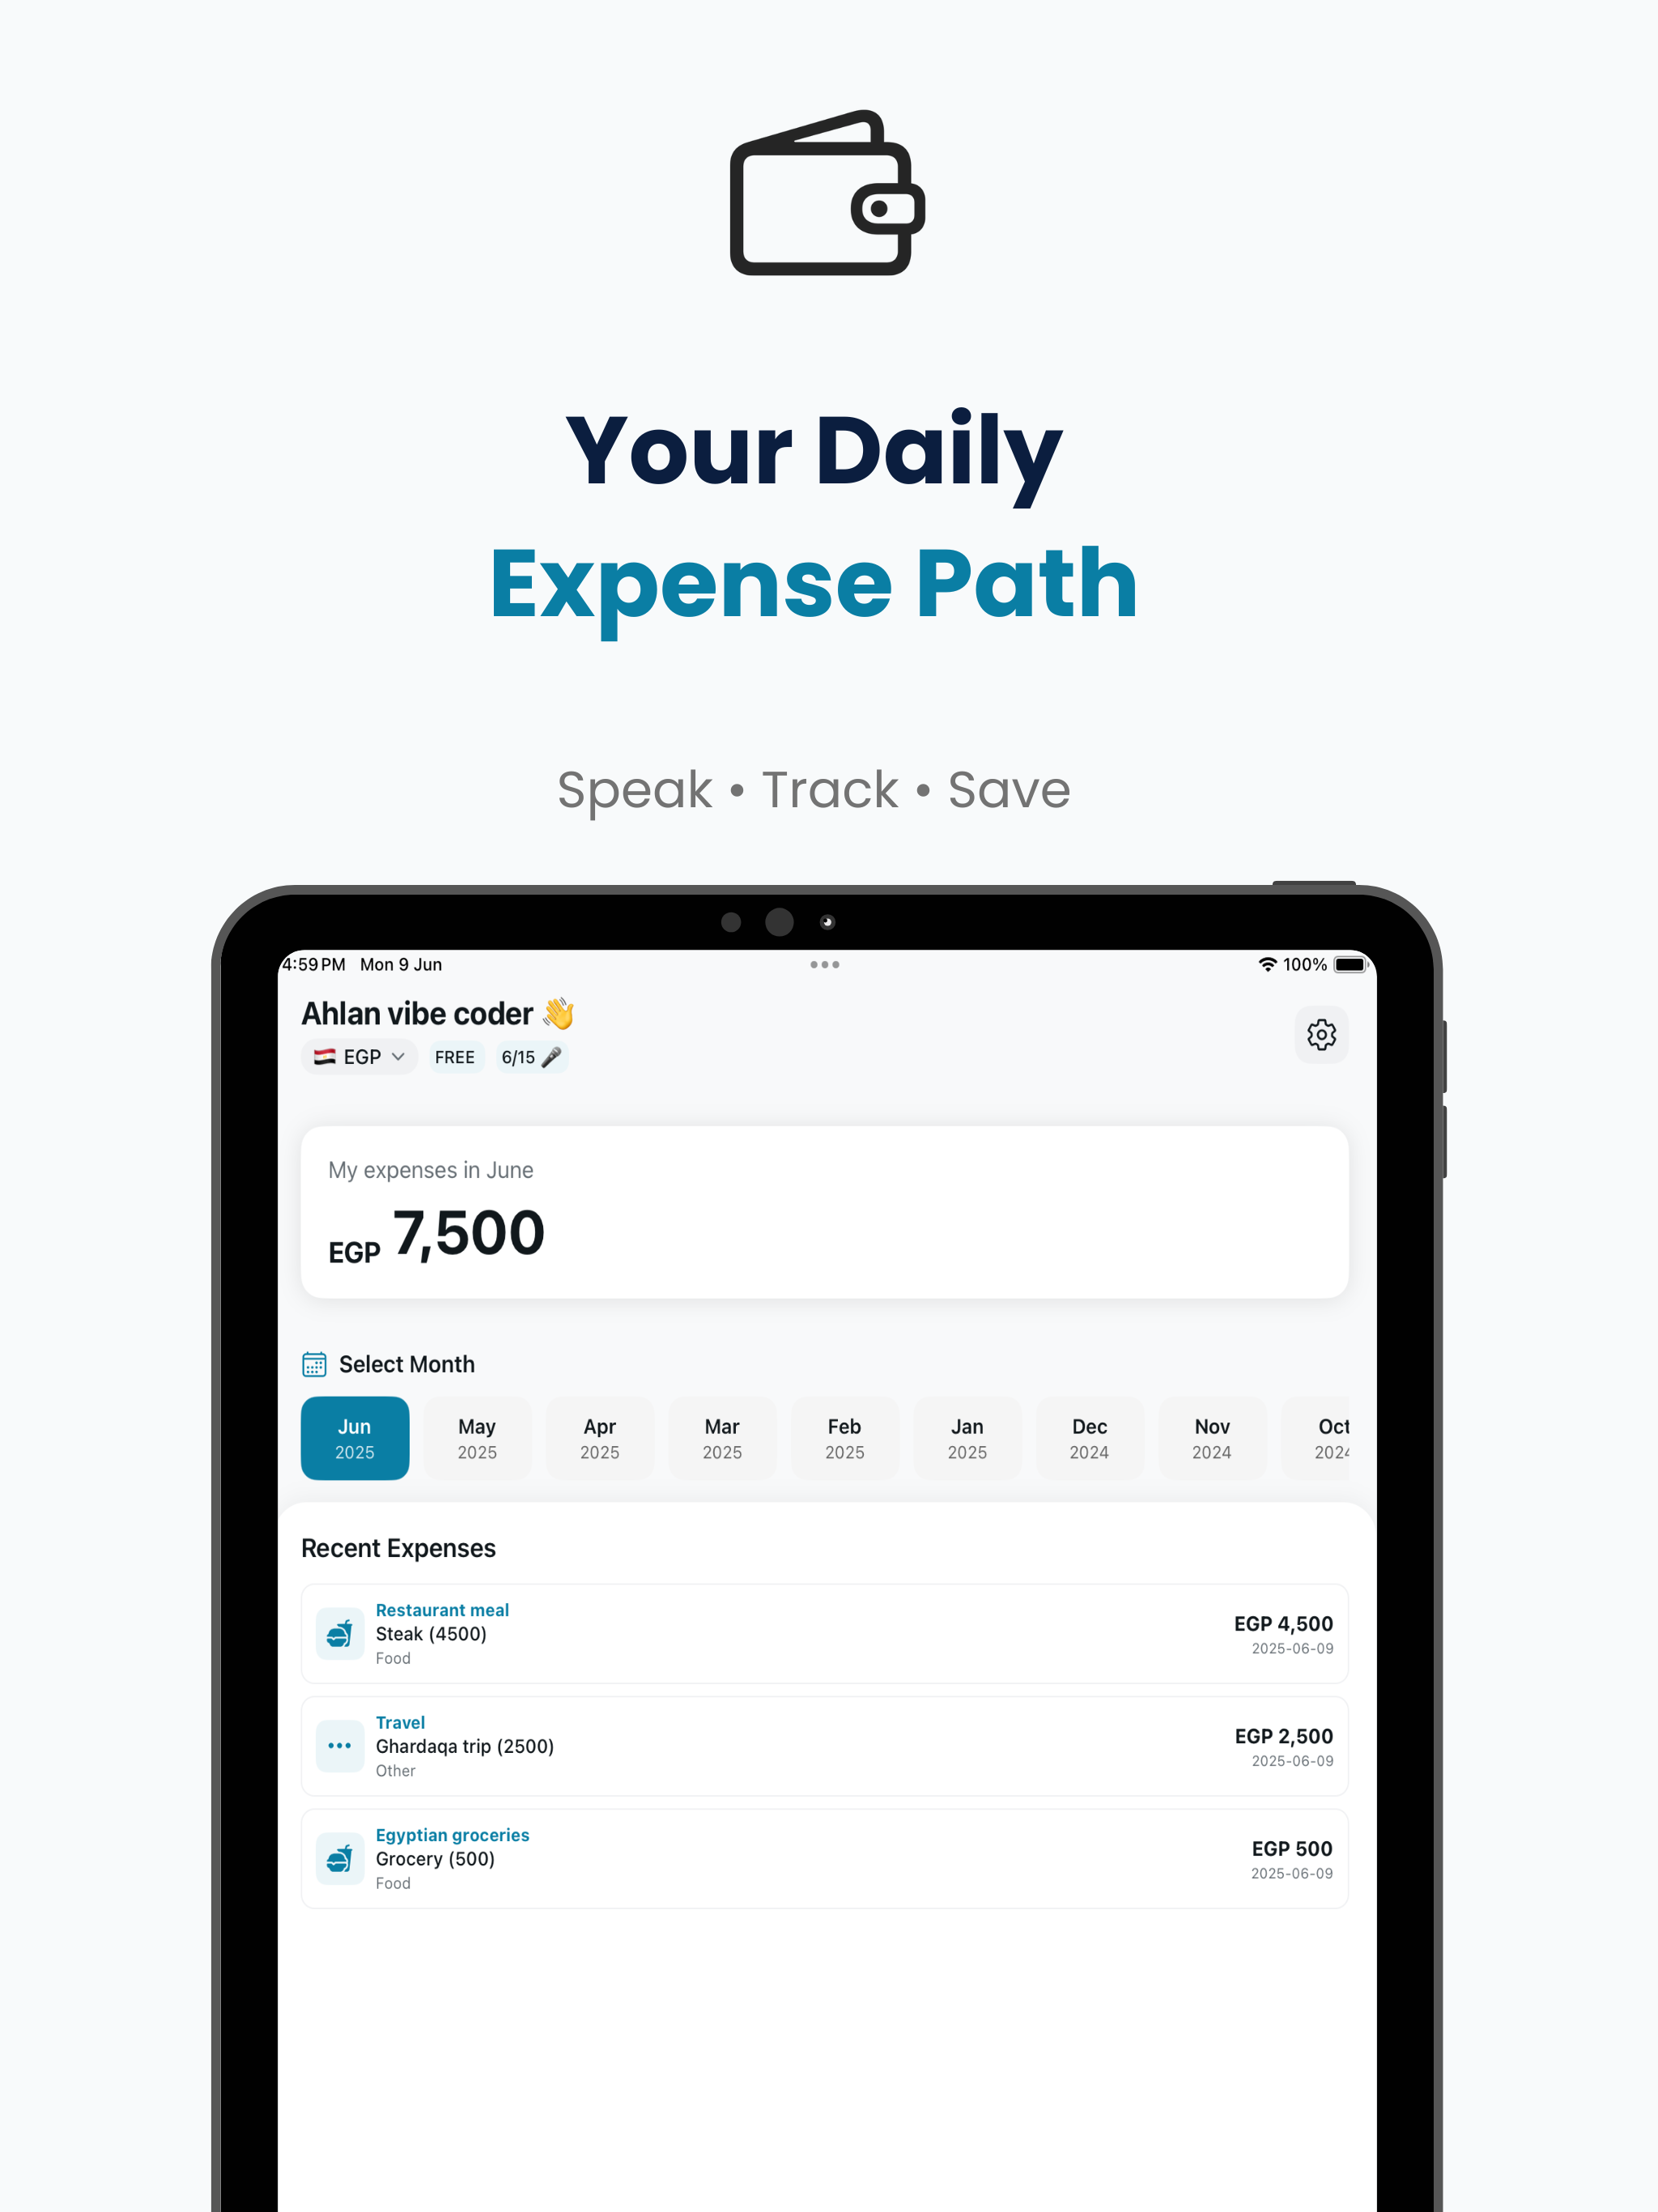 Your Daily
Expense Path
Speak • Track • Save
4:59 PM Mon 9 Jun
100%
Ahlan vibe coder 👋
EGP
FREE
6/15
My expenses in June
EGP 7,500
Select Month
Jun May Apr Mar Feb Jan Dec Nov Oct
2025 2025 2025 2025 2025 2025 2024 2024 2024
Recent Expenses
Restaurant meal
Steak (4500)
Food
EGP 4,500
2025-06-09
Travel
Ghardaqa trip (2500)
Other
EGP 2,500
2025-06-09
Egyptian groceries
Grocery (500)
Food
EGP 500
2025-06-09